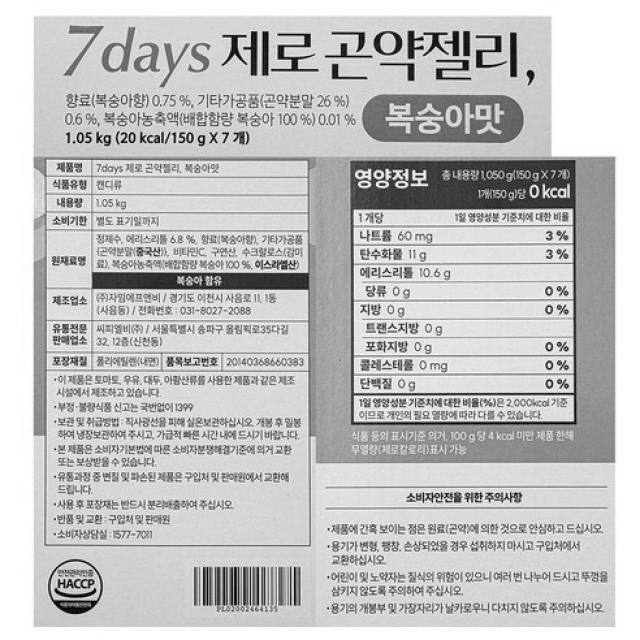 7days 제로 곤약젤리,
향료(복숭아향) 0.75 %, 기타가공품(곤약분말 26 %)
0.6 %, 복숭아농축액(배합함량 복숭아 100 %) 0.01 %
복숭아맛
1.05 kg (20 kcal/150 g X 7 개)
제품명 7days 제로 곤약젤리, 복숭아맛
식품유형 캔디류
내용량 1.05 kg
소비기한 별도 표기일까지
원재료명 정제수, 에리스리톨 6.8 %, 향료(복숭아향), 기타가공품
{곤약분말(중국산)}, 비타민C, 구연산, 수크랄로스(감미
료), 복숭아농축액(배합함량 복숭아 100 %, 이스라엘산)
복숭아 함유
제조업소 (주)자임에프앤비 / 경기도 이천시 사음로 11, 1동
(사음동) / 전화번호 : 031-8027-2088
유통전문
판매업소 씨피엘비(주) / 서울특별시 송파구 올림픽로35다길
32, 12층(신천동)
포장재질 폴리에틸렌(내면) 품목보고번호 20140368660383
• 이 제품은 토마토, 우유, 대두, 아황산류를 사용한 제품과 같은 제조
시설에서 제조하고 있습니다.
• 부정·불량식품 신고는 국번없이 1399
• 보관 및 취급방법 : 직사광선을 피해 실온보관하십시오. 개봉 후 밀봉
하여 냉장보관하여 주시고, 가급적 빠른 시간 내에 드시기 바랍니다.
• 본 제품은 소비자기본법에 따른 소비자분쟁해결기준에 의거 교환
또는 보상받을 수 있습니다.
• 유통과정 중 변질 및 파손된 제품은 구입처 및 판매원에서 교환해
드립니다.
• 사용 후 포장재는 반드시 분리배출하여 주십시오.
• 반품 및 교환 : 구입처 및 판매원
• 소비자상담실 : 1577-7011
안전관리인증
HACCP
식품의약품안전처
PL02002464135
영양정보 총 내용량 1,050 g(150 g X 7 개)
1개(150 g)당 0 kcal
1 개당 1일 영양성분 기준치에 대한 비율
나트륨 60 mg 3 %
탄수화물 11 g 3 %
에리스리톨 10.6 g
당류 0 g 0 %
지방 0 g 0 %
트랜스지방 0 g
포화지방 0 g 0 %
콜레스테롤 0 mg 0 %
단백질 0 g 0 %
1일 영양성분 기준치에 대한 비율(%)은 2,000kcal 기준
이므로 개인의 필요 열량에 따라 다를 수 있습니다.
식품 등의 표시기준 의거, 100 g 당 4 kcal 미만 제품 한해
무열량(제로칼로리)표시 가능
소비자안전을 위한 주의사항
• 제품에 간혹 보이는 점은 원료(곤약)에 의한 것으로 안심하고 드십시오.
• 용기가 변형, 팽창, 손상되었을 경우 섭취하지 마시고 구입처에서
교환하십시오.
• 어린이 및 노약자는 질식의 위험이 있으니 여러 번 나누어 드시고 뚜껑을
삼키지 않도록 주의하여 주십시오.
• 용기의 개봉부 및 가장자리가 날카로우니 다치지 않도록 주의하십시오.